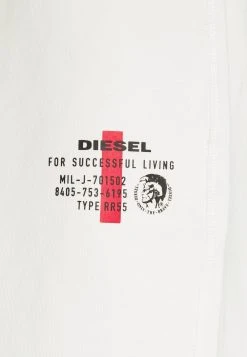 DIESEL
FOR SUCCESSFUL LIVING
MIL-J-701502
8405-753-6195
TYPE RR55